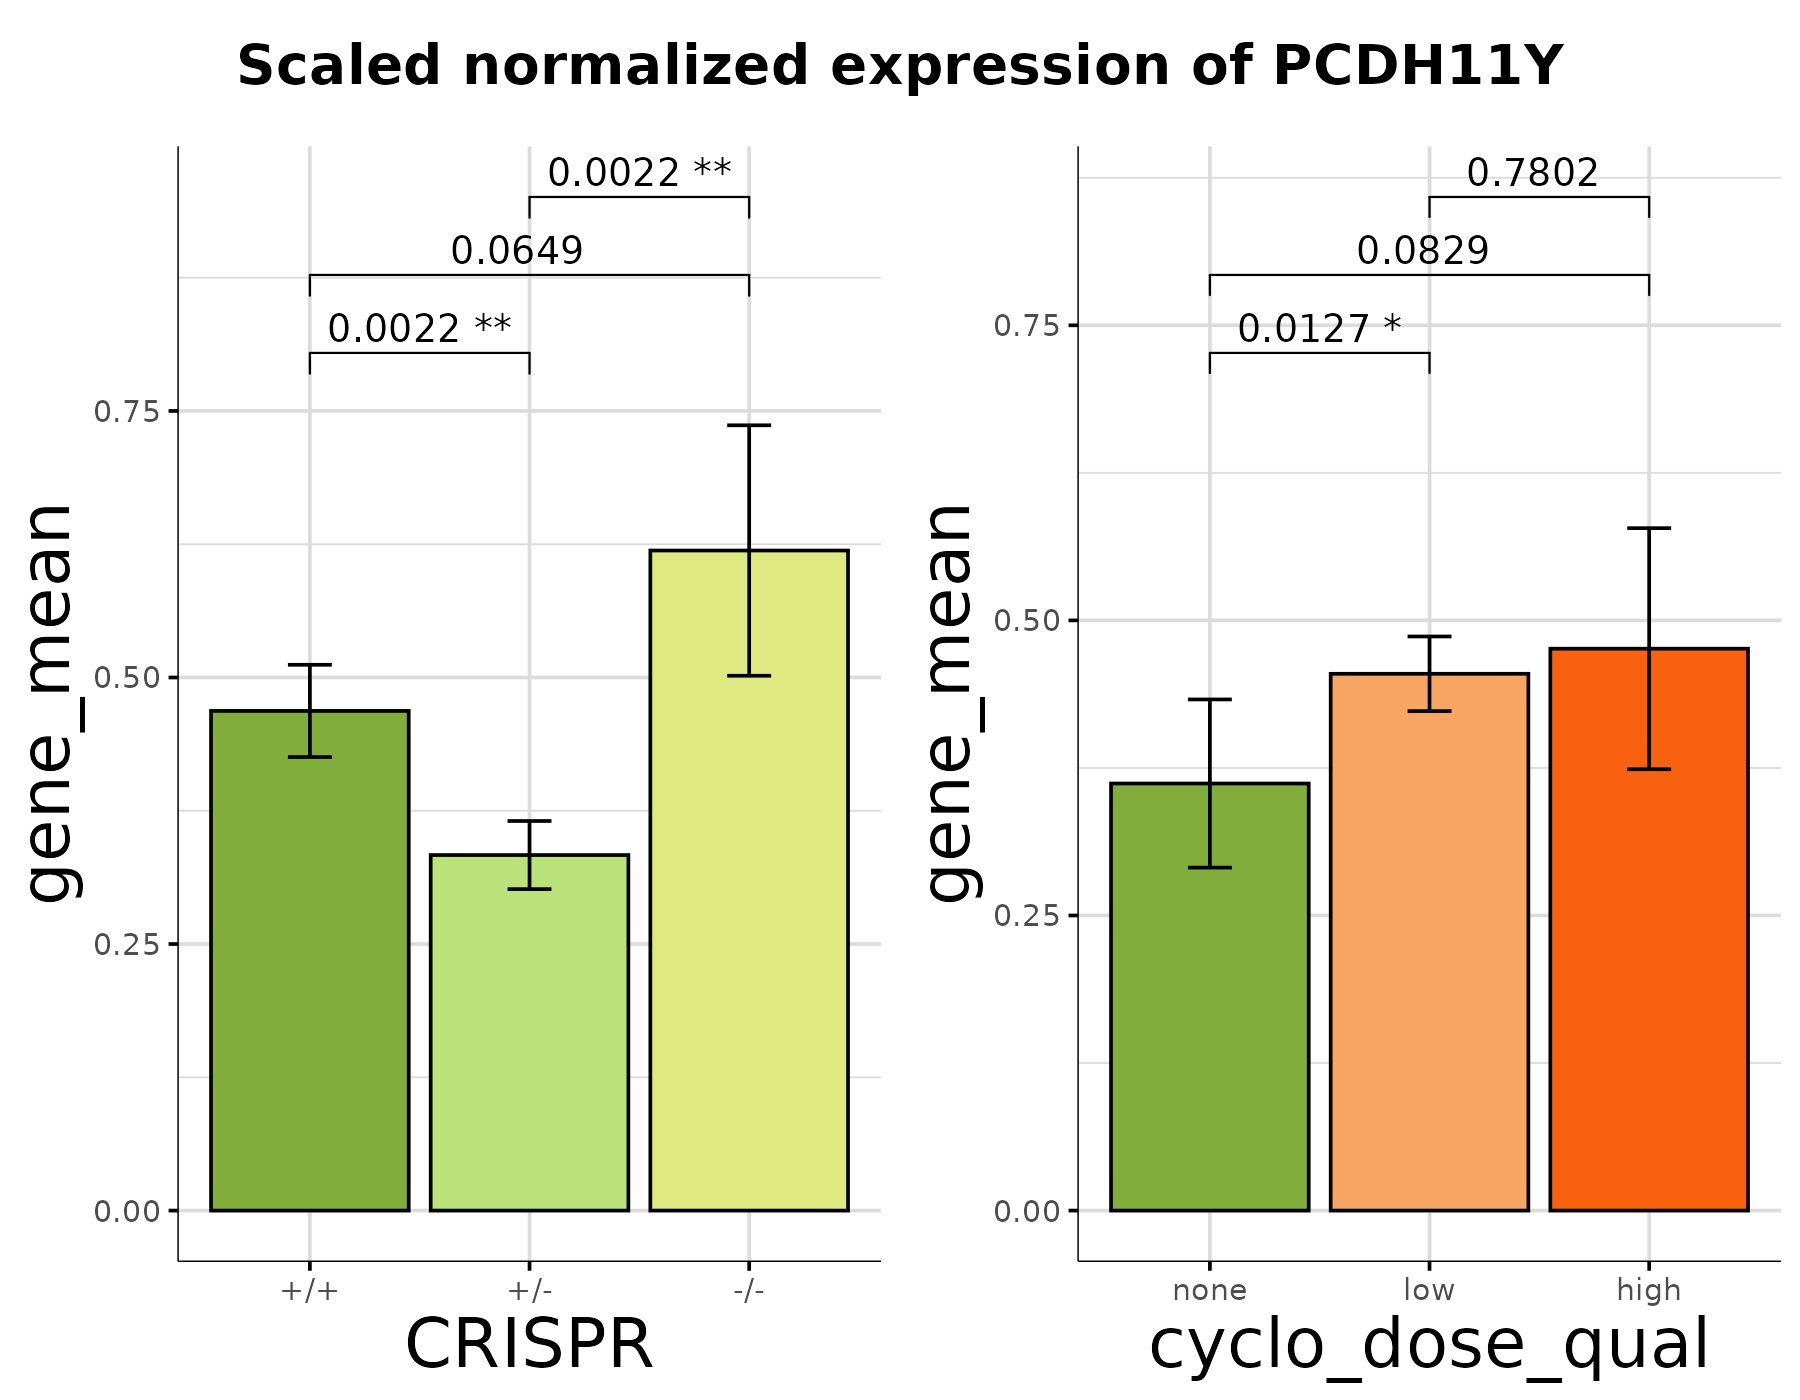 Scaled normalized expression of PCDH11Y
0.0022 **
0.0649
0.0022 **
0.75
0.50
0.25
0.00
gene_mean
+/+ +/- -/-
CRISPR
0.7802
0.0829
0.0127 *
0.75
0.50
0.25
0.00
gene_mean
none low high
cyclo_dose_qual